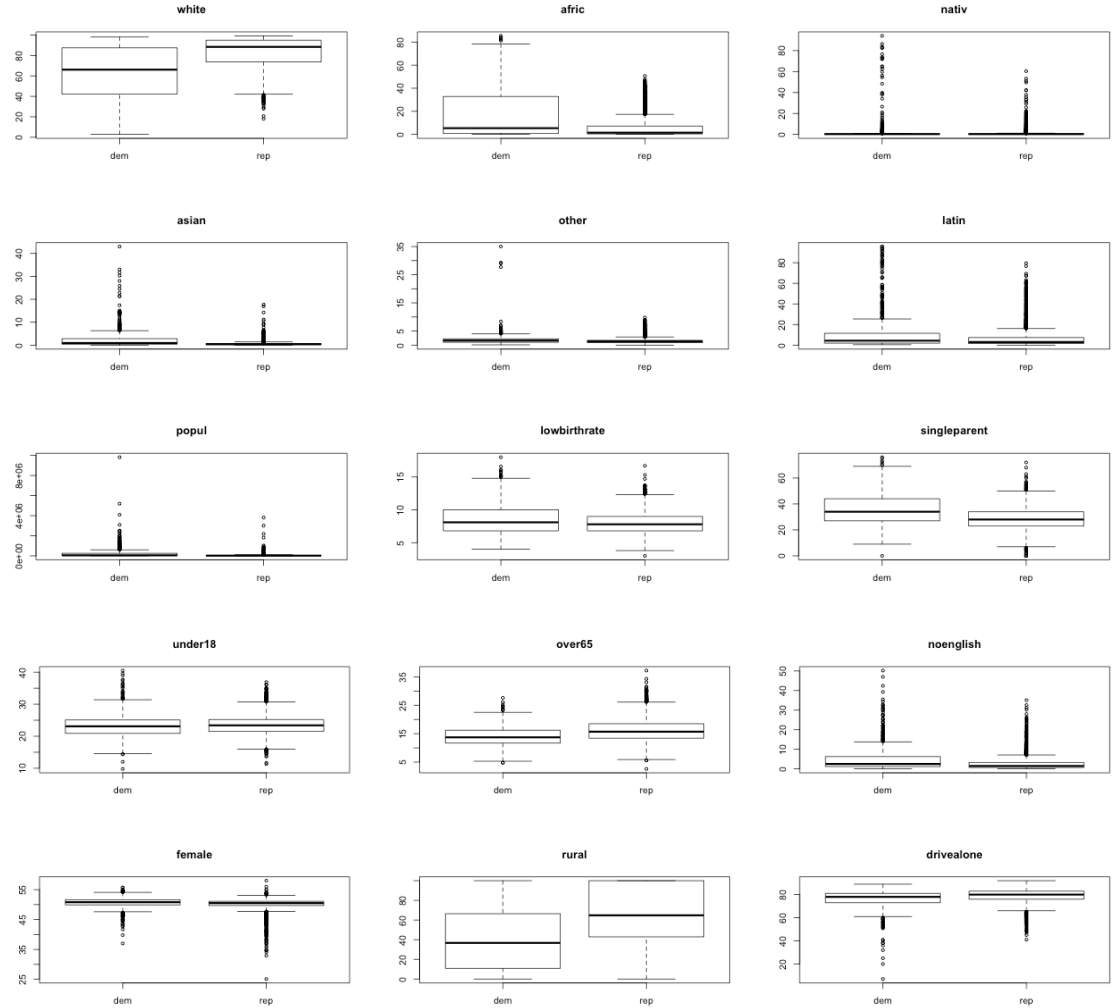 white
0 20 40 60 80
dem rep
afric
0 20 40 60 80
dem rep
nativ
0 20 40 60 80
dem rep
asian
0 10 20 30 40
dem rep
other
0 5 15 25 35
dem rep
latin
0 20 40 60 80
dem rep
popul
0e+00 4e+06 8e+06
dem rep
lowbirthrate
5 10 15
dem rep
singleparent
0 20 40 60
dem rep
under18
10 20 30 40
dem rep
over65
5 15 25 35
dem rep
noenglish
0 10 20 30 40 50
dem rep
female
25 35 45 55
dem rep
rural
0 20 40 60 80
dem rep
drivealone
20 40 60 80
dem rep